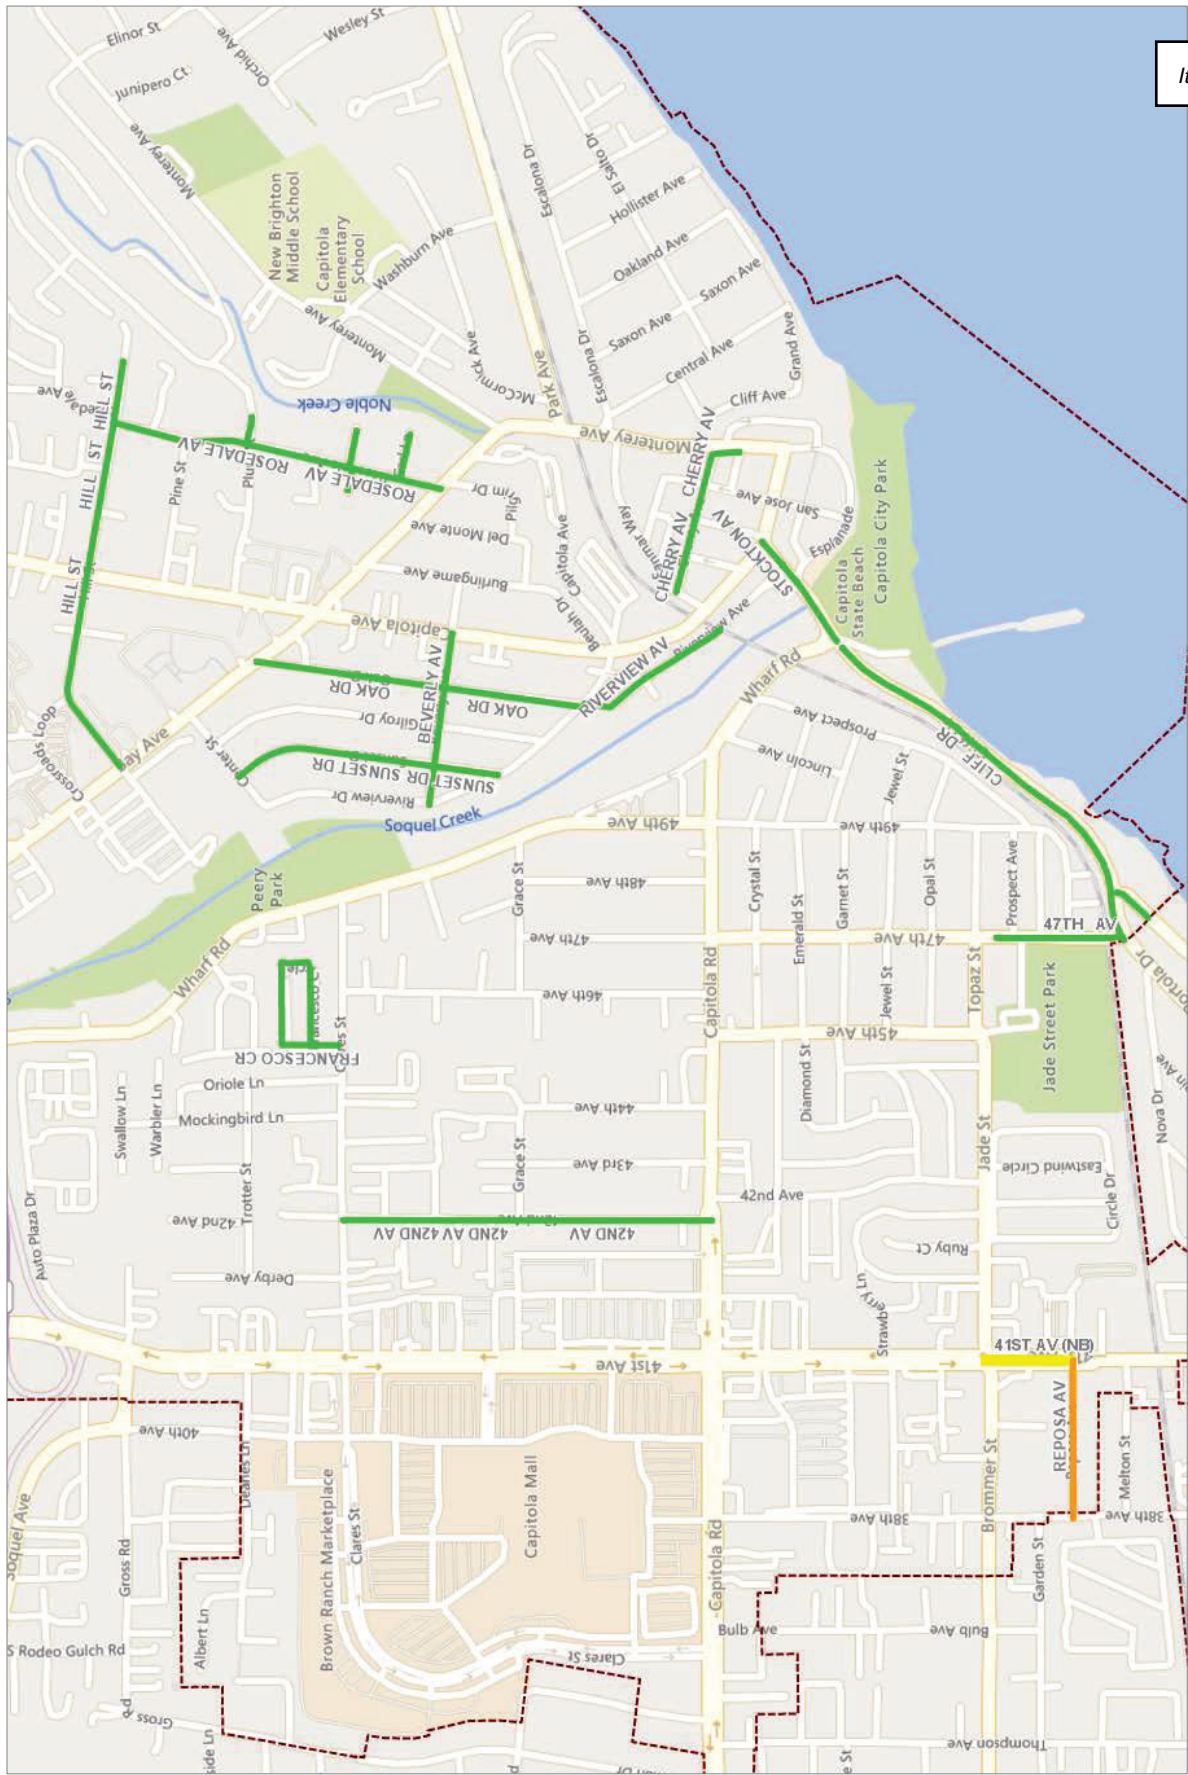 Elinor St
Orchid Ave
Wesley St
Junipero Ct
Monterey Ave
New Brighton
Middle School
Capitola
Elementary
School
Washburn Ave
Monterey Ave
McCormick Ave
Park Ave
Escalona Dr
El Salto Dr
Hollister Ave
Oakland Ave
Saxon Ave
Saxon Ave
Escalona Dr
Central Ave
Grand Ave
Cliff Ave
Noble Creek
HILL ST
HILL ST
HILL ST
ROSEDALE AV
ROSEDALE AV
ROSEDALE AV
Pine St
Monterey Ave
CHERRY AV
CHERRY AV
San Jose Ave
STOCKTON AV
Esplanade
Capitola
State Beach
Capitola City Park
Del Monte Ave
Burlingame Ave
Capitola Ave
Beulah Dr
Capitola Ave
Riverview Ave
RIVERVIEW AV
Wharf Rd
OAK DR
OAK DR
BEVERLY AV
Gilroy Dr
SUNSET DR
SUNSET DR
Riverview Dr
Center St
Bay Ave
Crossroads Loop
Soquel Creek
Peery
Park
Wharf Rd
Prospect Ave
Lincoln Ave
Jewel St
CLIFF DR
49th Ave
49th Ave
48th Ave
Grace St
47th Ave
46th Ave
Capitola Rd
Crystal St
Emerald St
Garnet St
Opal St
Prospect Ave
47TH AV
47th Ave
Jewel St
Topaz St
45th Ave
Jade Street Park
Portola Dr
Nova Dr
FRANCESCO CR
Oriole Ln
Mockingbird Ln
Swallow Ln
Warbler Ln
Trotter St
44th Ave
43rd Ave
Grace St
Diamond St
Jade St
Eastwind Circle
Circle Dr
42nd Ave
42nd Ave
42ND AV
42ND AV
42ND AV
Ruby Ct
Auto Plaza Dr
Derby Ave
Strawberry Ln
41st Ave
41ST AV (NB)
REPOSA AV
40th Ave
Deanes Ln
Soquel Ave
Gross Rd
Brown Ranch Marketplace
Clares St
Capitola Mall
Capitola Rd
38th Ave
Brommer St
Melton St
38th Ave
Garden St
S Rodeo Gulch Rd
Albert Ln
Gross Rd
Clares St
Bulb Ave
Bulb Ave
Thompson Ave